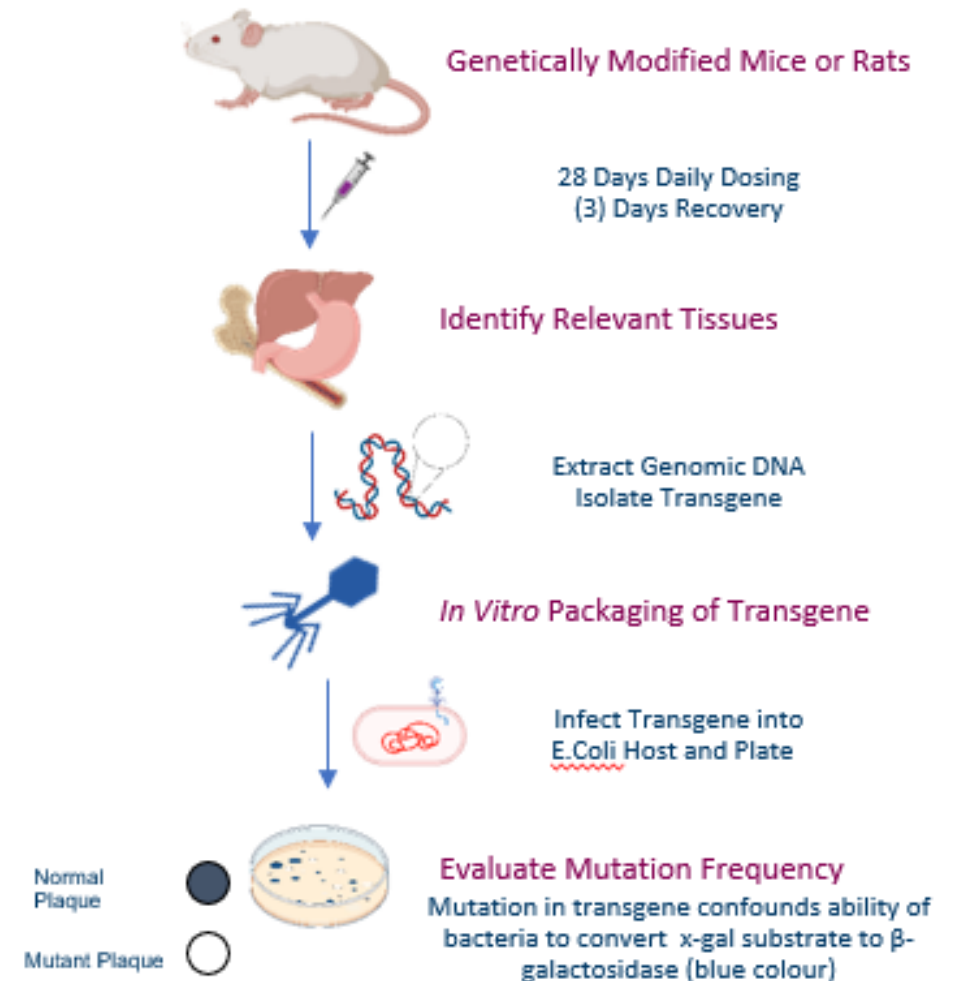 Genetically Modified Mice or Rats
28 Days Daily Dosing
(3) Days Recovery
Identify Relevant Tissues
Extract Genomic DNA
Isolate Transgene
In Vitro Packaging of Transgene
Infect Transgene into
E.Coli Host and Plate
Normal
Plaque
Mutant Plaque
Evaluate Mutation Frequency
Mutation in transgene confounds ability of
bacteria to convert x-gal substrate to β-
galactosidase (blue colour)